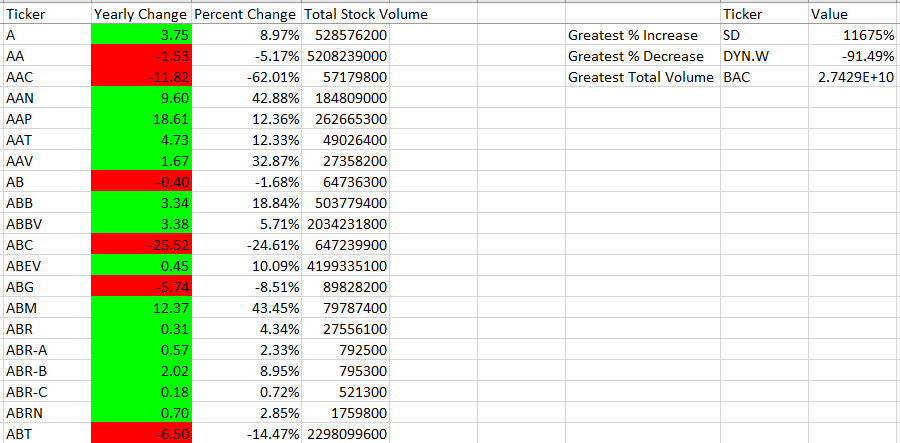 Ticker Yearly Change Percent Change Total Stock Volume Ticker Value
A 3.75 8.97% 528576200 Greatest % Increase SD 11675%
AA -1.53 -5.17% 5208239000 Greatest % Decrease DYN.W -91.49%
AAC -11.82 -62.01% 57179800 Greatest Total Volume BAC 2.7429E+10
AAN 9.60 42.88% 184809000
AAP 18.61 12.36% 262665300
AAT 4.73 12.33% 49026400
AAV 1.67 32.87% 27358200
AB -0.40 -1.68% 64736300
ABB 3.34 18.84% 503779400
ABBV 3.38 5.71% 2034231800
ABC -25.52 -24.61% 647239900
ABEV 0.45 10.09% 4199335100
ABG -5.74 -8.51% 89828200
ABM 12.37 43.45% 79787400
ABR 0.31 4.34% 27556100
ABR-A 0.57 2.33% 792500
ABR-B 2.02 8.95% 795300
ABR-C 0.18 0.72% 521300
ABRN 0.70 2.85% 1759800
ABT -6.50 -14.47% 2298099600